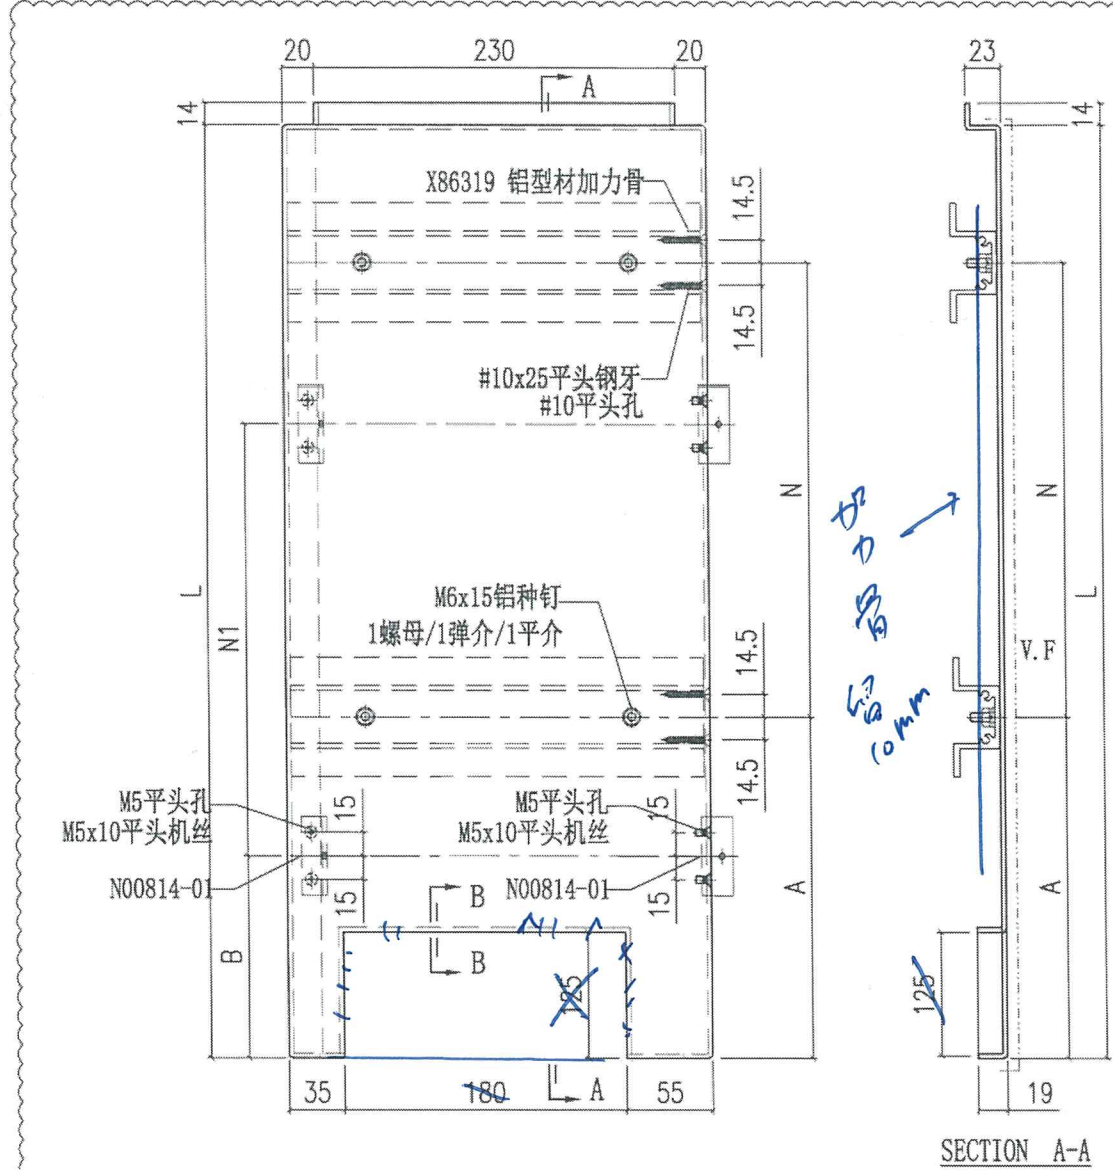 20
230
20
23
A
14
14
X86319 铝型材加力骨
14.5
14.5
#10x25平头钢牙
#10平头孔
N
N
L
L
N1
加
力
骨
留
10mm
M6x15铝种钉
1螺母/1弹介/1平介
V.F
14.5
14.5
M5平头孔
M5x10平头机丝
N00814-01
15
15
M5平头孔
M5x10平头机丝
N00814-01
15
15
A
A
B
B
B
125
125
35
180
55
A
19
SECTION A-A